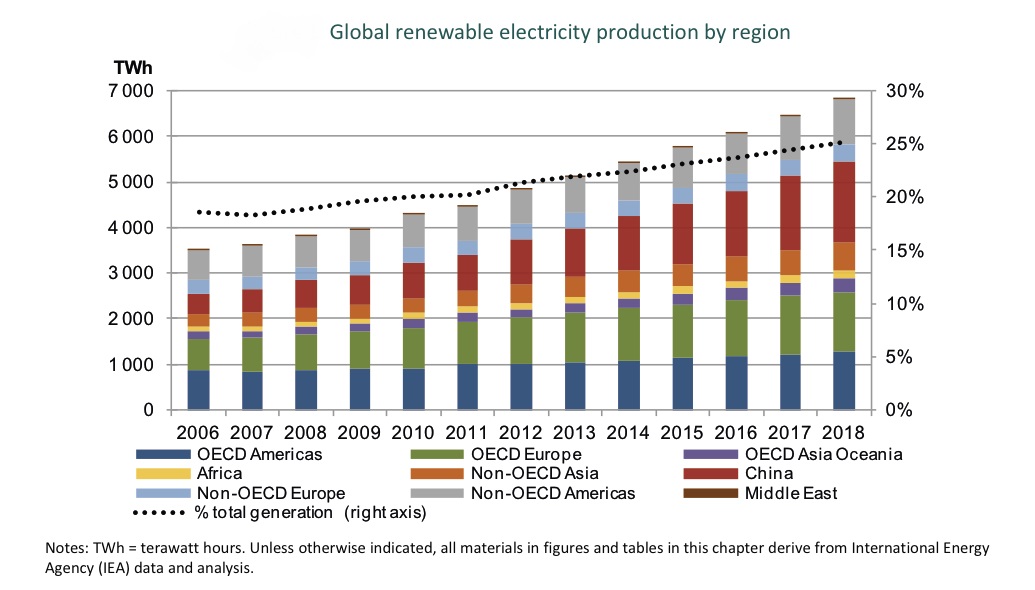 Global renewable electricity production by region
TWh
7 000
6 000
5 000
4 000
3 000
2 000
1 000
0
30%
25%
20%
15%
10%
5%
0%
2006 2007 2008 2009 2010 2011 2012 2013 2014 2015 2016 2017 2018
OECD Americas OECD Europe OECD Asia Oceania
Africa Non-OECD Asia China
Non-OECD Europe Non-OECD Americas Middle East
% total generation (right axis)
Notes: TWh = terawatt hours. Unless otherwise indicated, all materials in figures and tables in this chapter derive from International Energy
Agency (IEA) data and analysis.